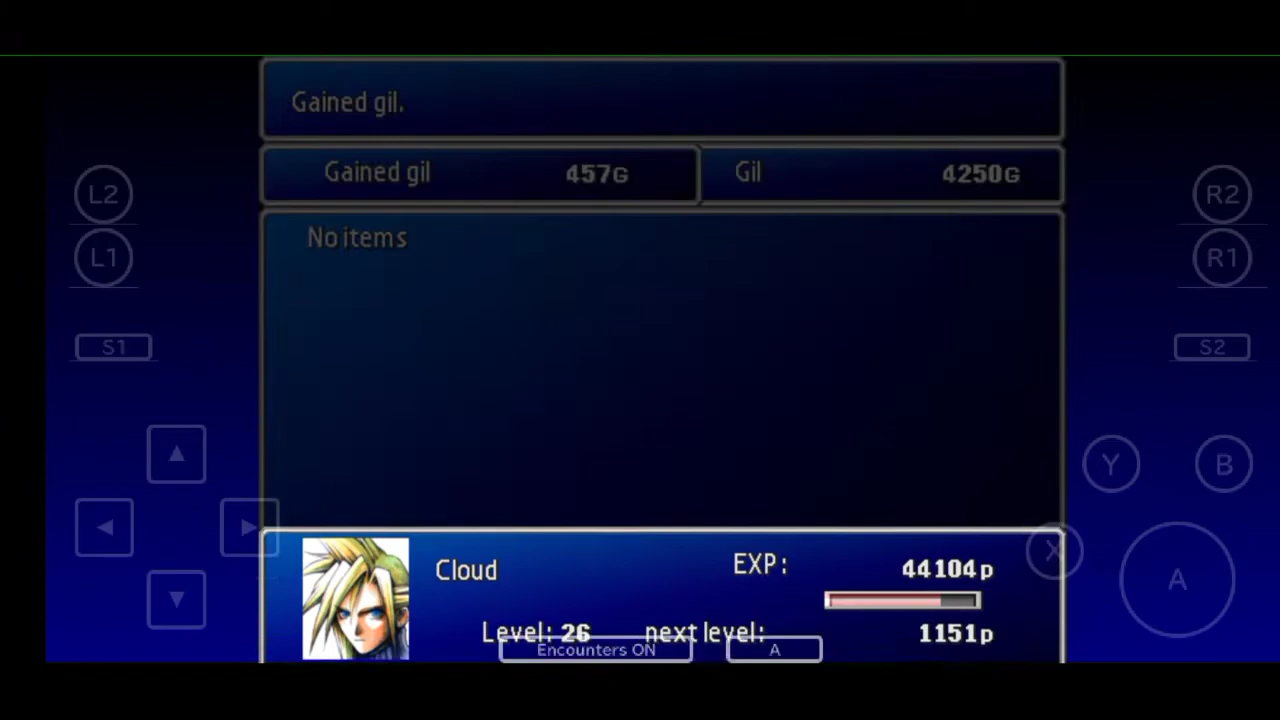 Gained gil.
Gained gil 457G Gil 4250G
L2 R2
No items
L1 R1
S1 S2
Y B
X
A
Cloud EXP: 44104p
Level: 26 next level: 1151p
Encounters ON A